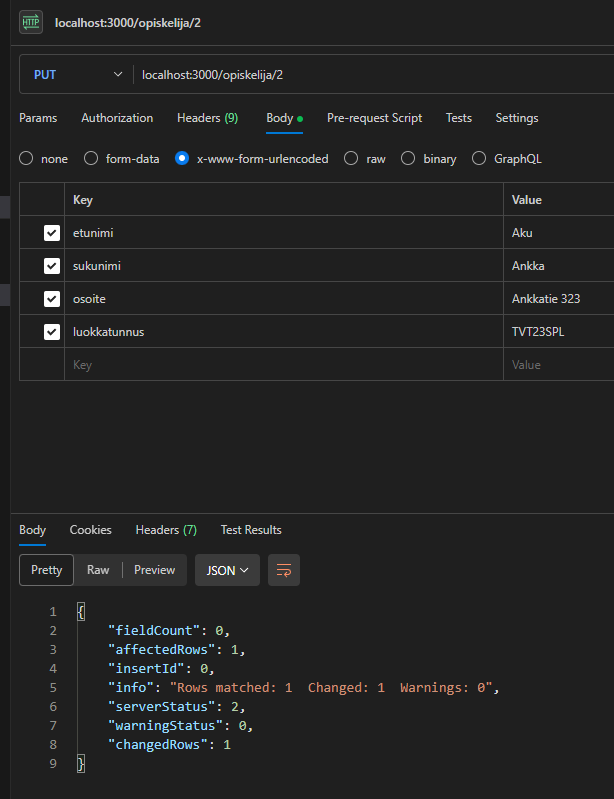 HTTP localhost:3000/opiskelija/2
PUT localhost:3000/opiskelija/2
Params Authorization Headers (9) Body Pre-request Script Tests Settings
none form-data x-www-form-urlencoded raw binary GraphQL
Key Value
etunimi Aku
sukunimi Ankka
osoite Ankkatie 323
luokkatunnus TVT23SPL
Key Value
Body Cookies Headers (7) Test Results
Pretty Raw Preview JSON
1 {
2 "fieldCount": 0,
3 "affectedRows": 1,
4 "insertId": 0,
5 "info": "Rows matched: 1  Changed: 1  Warnings: 0",
6 "serverStatus": 2,
7 "warningStatus": 0,
8 "changedRows": 1
9 }